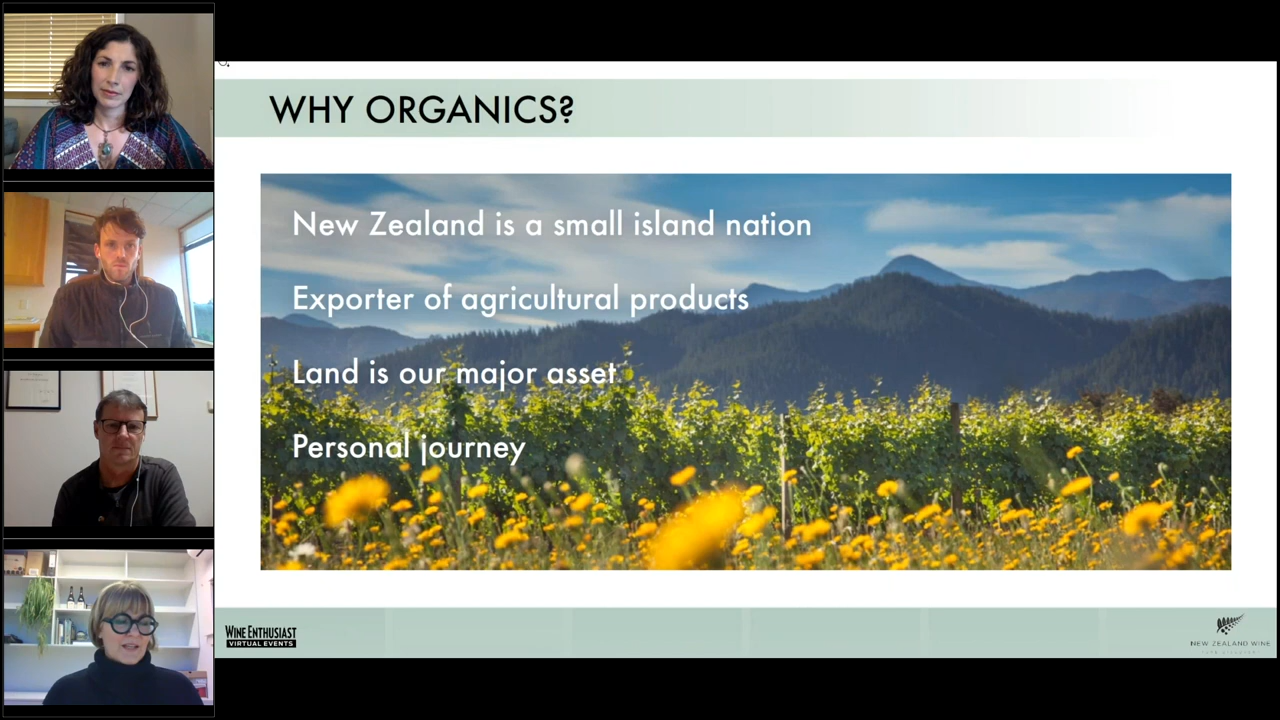 WHY ORGANICS?
New Zealand is a small island nation
Exporter of agricultural products
Land is our major asset
Personal journey
WINE ENTHUSIAST
VIRTUAL EVENTS
NEW ZEALAND WINE